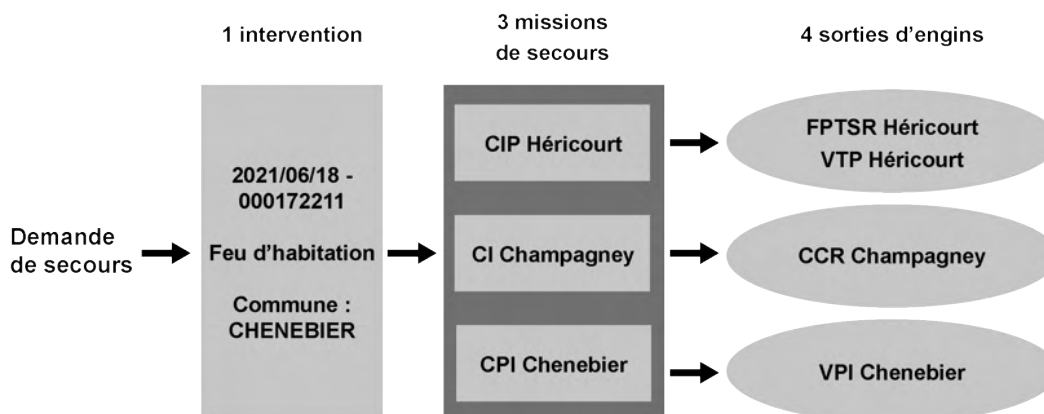 1 intervention
3 missions
de secours
4 sorties d’engins
Demande
de secours
2021/06/18 -
000172211
Feu d’habitation
Commune :
CHENEBIER
CIP Héricourt
CI Champagney
CPI Chenebier
FPTSR Héricourt
VTP Héricourt
CCR Champagney
VPI Chenebier